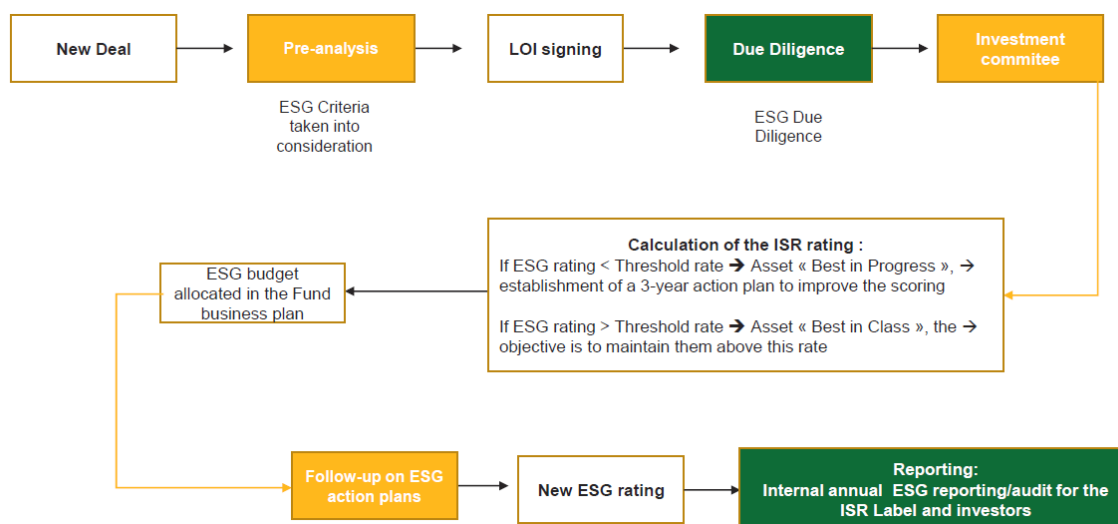 New Deal
Pre-analysis
LOI signing
Due Diligence
Investment
commitee
ESG Criteria
taken into
consideration
ESG Due
Diligence
Calculation of the ISR rating :
If ESG rating < Threshold rate ➔ Asset « Best in Progress », →
establishment of a 3-year action plan to improve the scoring
If ESG rating > Threshold rate ➔ Asset « Best in Class », the →
objective is to maintain them above this rate
ESG budget
allocated in the Fund
business plan
Follow-up on ESG
action plans
New ESG rating
Reporting:
Internal annual ESG reporting/audit for the
ISR Label and investors